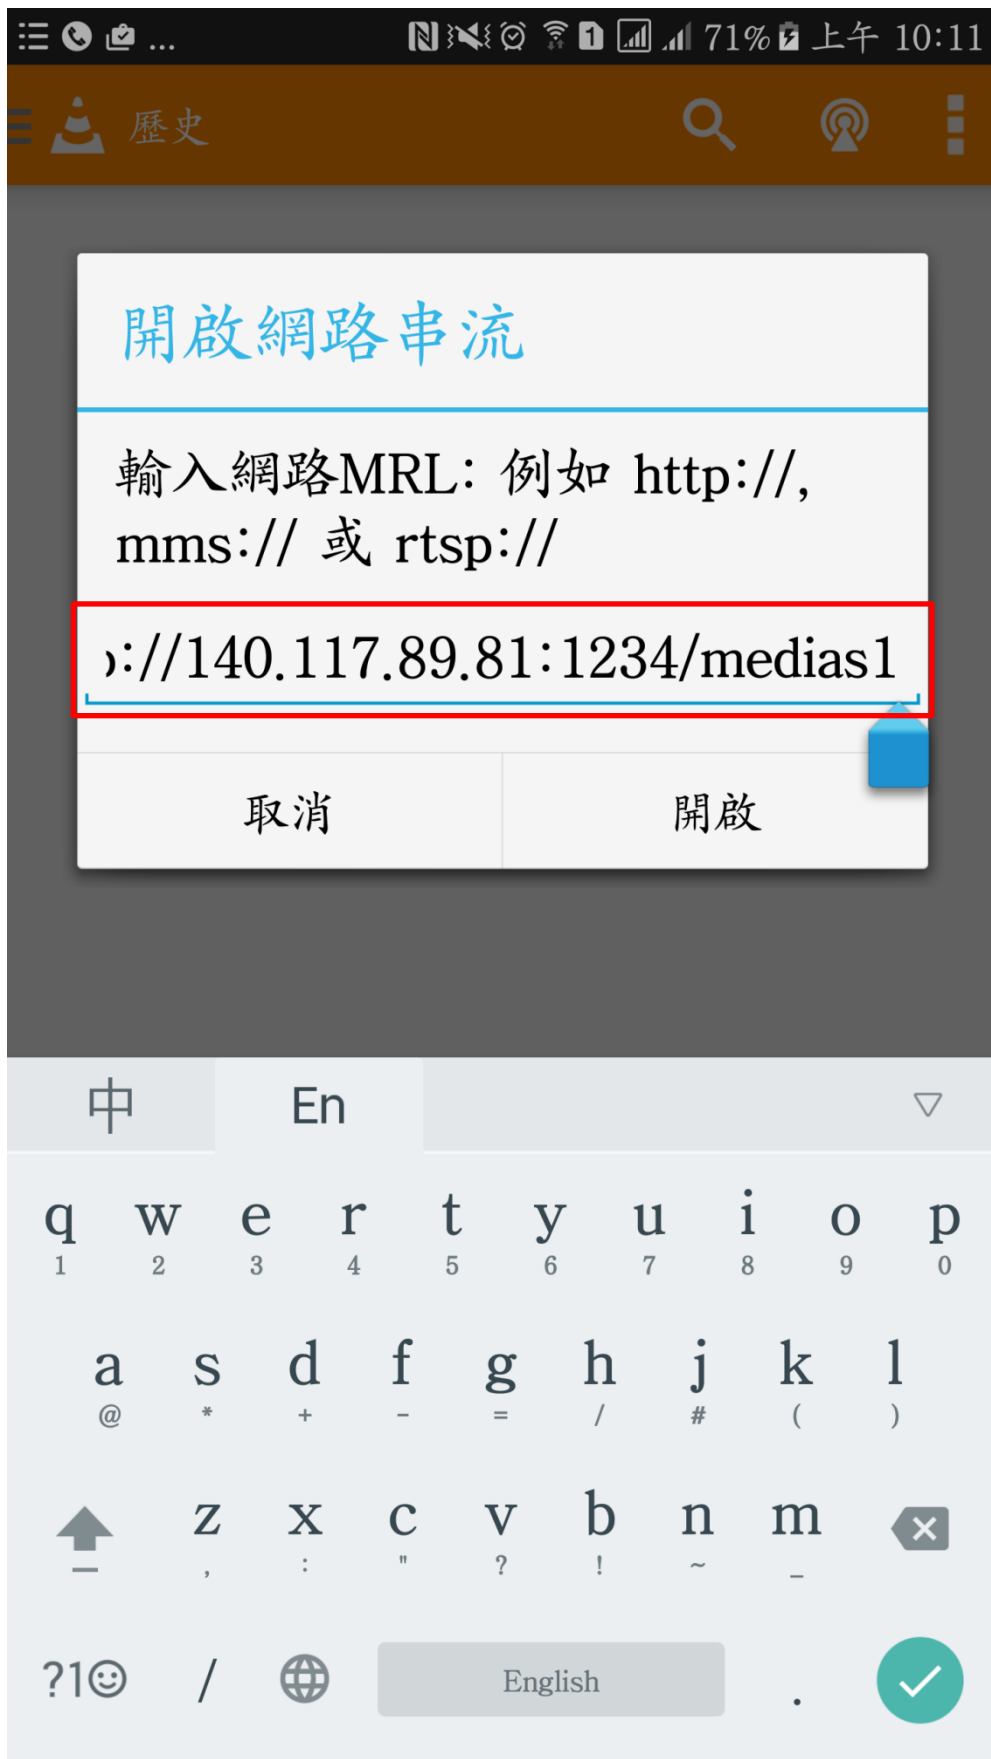 ... 1 71% 上午 10:11
歷史
開啟網路串流
輸入網路MRL: 例如 http://,
mms:// 或 rtsp://
://140.117.89.81:1234/medias1
取消 開啟
中 En
q w e r t y u i o p
1 2 3 4 5 6 7 8 9 0
a s d f g h j k l
@ * + - = / # ( )
z x c v b n m
, : " ? ! ~ _
?1☺ / English .